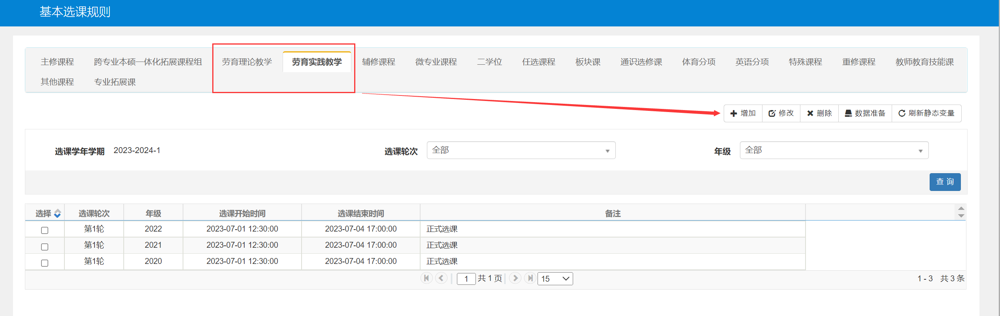 基本选课规则
主修课程 跨专业本硕一体化拓展课程组 劳育理论教学 劳育实践教学 辅修课程 微专业课程 二学位 任选课程 板块课 通识选修课 体育分项 英语分项 特殊课程 重修课程 教师教育技能课
其他课程 专业拓展课
增加 修改 删除 数据准备 刷新静态变量
选课学年学期 2023-2024-1 选课轮次 全部 年级 全部
查 询
选择 选课轮次 年级 选课开始时间 选课结束时间 备注
第1轮 2022 2023-07-01 12:30:00 2023-07-04 17:00:00 正式选课
第1轮 2021 2023-07-01 12:30:00 2023-07-04 17:00:00 正式选课
第1轮 2020 2023-07-01 12:30:00 2023-07-04 17:00:00 正式选课
1 共 1 页 15 1 - 3 共 3 条